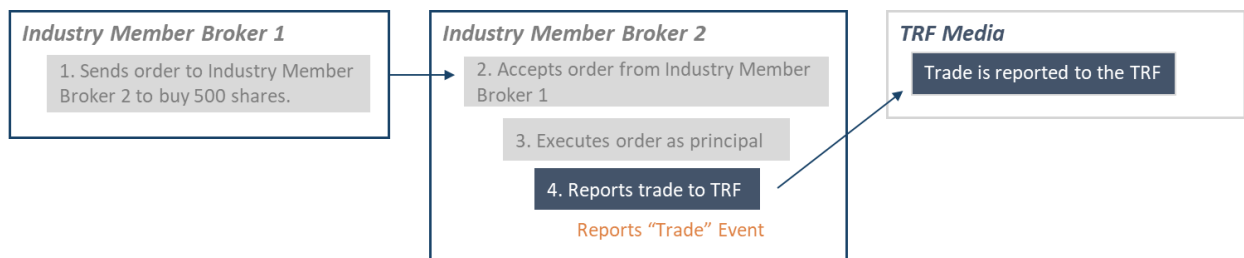 Industry Member Broker 1
1. Sends order to Industry Member
Broker 2 to buy 500 shares.
Industry Member Broker 2
2. Accepts order from Industry Member
Broker 1
3. Executes order as principal
4. Reports trade to TRF
Reports “Trade” Event
TRF Media
Trade is reported to the TRF